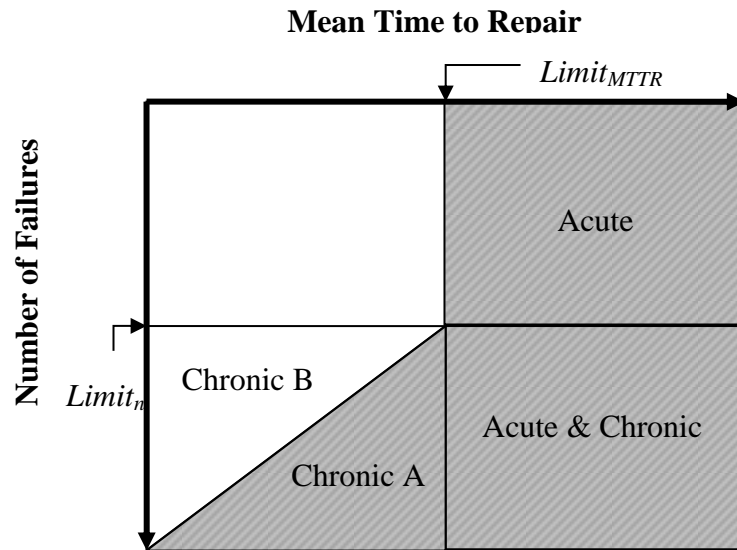 Mean Time to Repair
Limit_MTTR
Number of Failures
Acute
Limit_n
Chronic B
Chronic A
Acute & Chronic